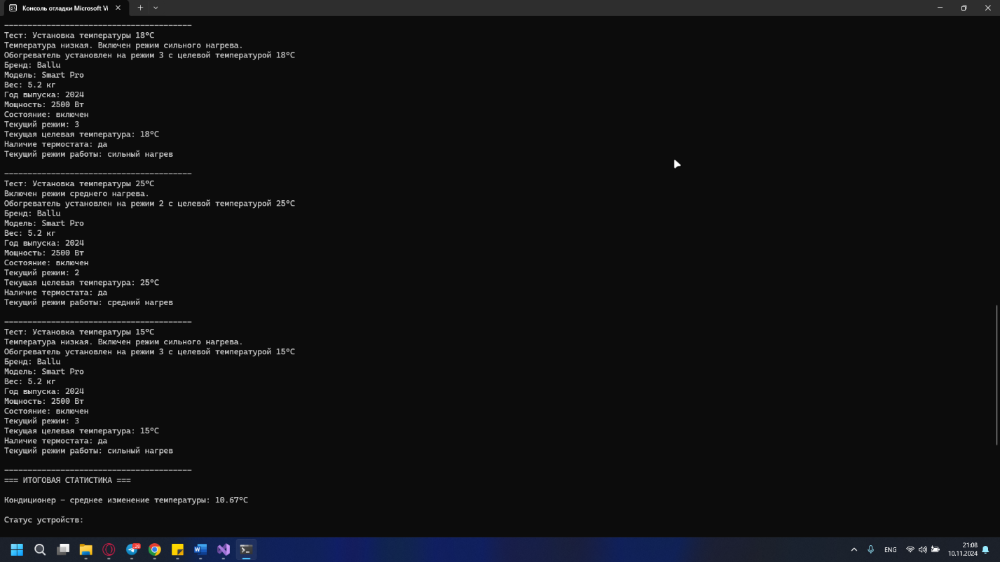 Консоль отладки Microsoft Vi
----------------------------------------
Тест: Установка температуры 18°C
Температура низкая. Включен режим сильного нагрева.
Обогреватель установлен на режим 3 с целевой температурой 18°C
Бренд: Ballu
Модель: Smart Pro
Вес: 5.2 кг
Год выпуска: 2024
Мощность: 2500 Вт
Состояние: включен
Текущий режим: 3
Текущая целевая температура: 18°C
Наличие термостата: да
Текущий режим работы: сильный нагрев
----------------------------------------
Тест: Установка температуры 25°C
Включен режим среднего нагрева.
Обогреватель установлен на режим 2 с целевой температурой 25°C
Бренд: Ballu
Модель: Smart Pro
Вес: 5.2 кг
Год выпуска: 2024
Мощность: 2500 Вт
Состояние: включен
Текущий режим: 2
Текущая целевая температура: 25°C
Наличие термостата: да
Текущий режим работы: средний нагрев
----------------------------------------
Тест: Установка температуры 15°C
Температура низкая. Включен режим сильного нагрева.
Обогреватель установлен на режим 3 с целевой температурой 15°C
Бренд: Ballu
Модель: Smart Pro
Вес: 5.2 кг
Год выпуска: 2024
Мощность: 2500 Вт
Состояние: включен
Текущий режим: 3
Текущая целевая температура: 15°C
Наличие термостата: да
Текущий режим работы: сильный нагрев
----------------------------------------
=== ИТОГОВАЯ СТАТИСТИКА ===
Кондиционер - среднее изменение температуры: 10.67°C
Статус устройств:
ENG
21:08
10.11.2024